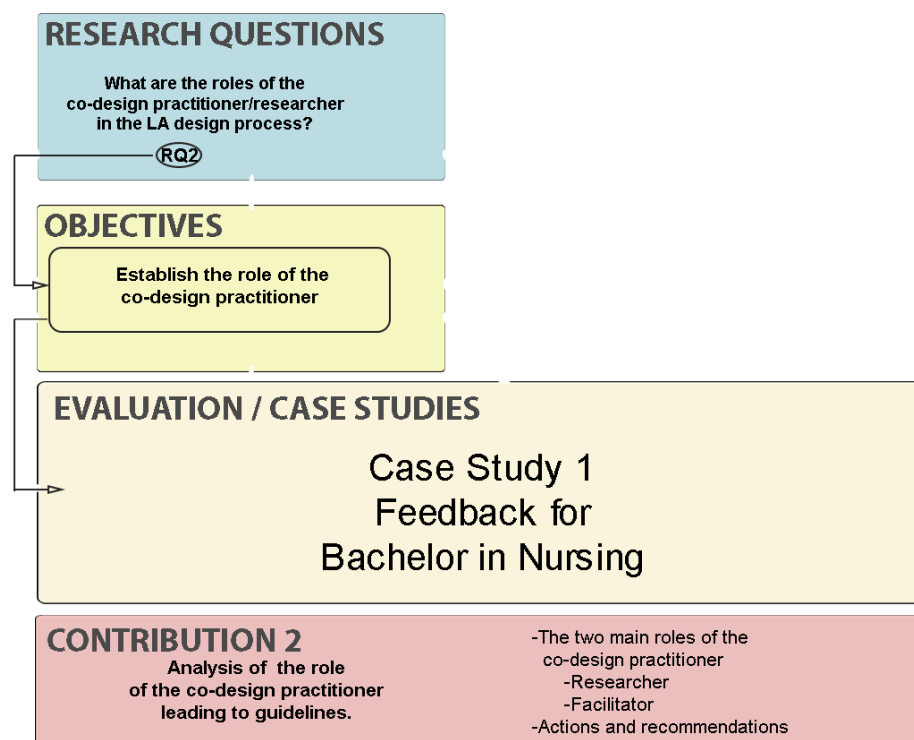 RESEARCH QUESTIONS
What are the roles of the
co-design practitioner/researcher
in the LA design process?
RQ2
OBJECTIVES
Establish the role of the
co-design practitioner
EVALUATION / CASE STUDIES
Case Study 1
Feedback for
Bachelor in Nursing
CONTRIBUTION 2
Analysis of the role
of the co-design practitioner
leading to guidelines.
-The two main roles of the
co-design practitioner
-Researcher
-Facilitator
-Actions and recommendations